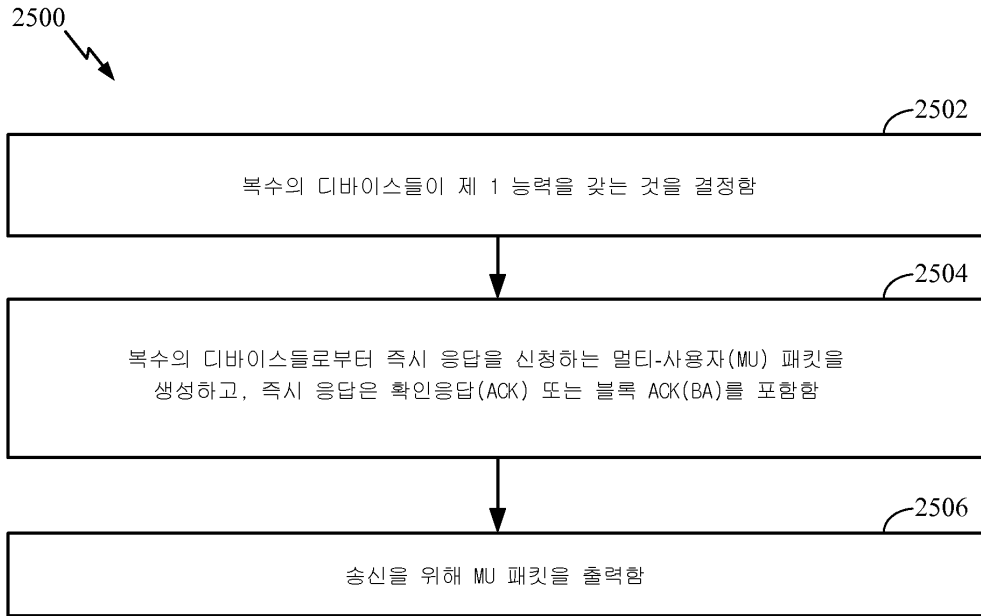 2500
2502
복수의 디바이스들이 제 1 능력을 갖는 것을 결정함
2504
복수의 디바이스들로부터 즉시 응답을 신청하는 멀티-사용자(MU) 패킷을
생성하고, 즉시 응답은 확인응답(ACK) 또는 블록 ACK(BA)를 포함함
2506
송신을 위해 MU 패킷을 출력함